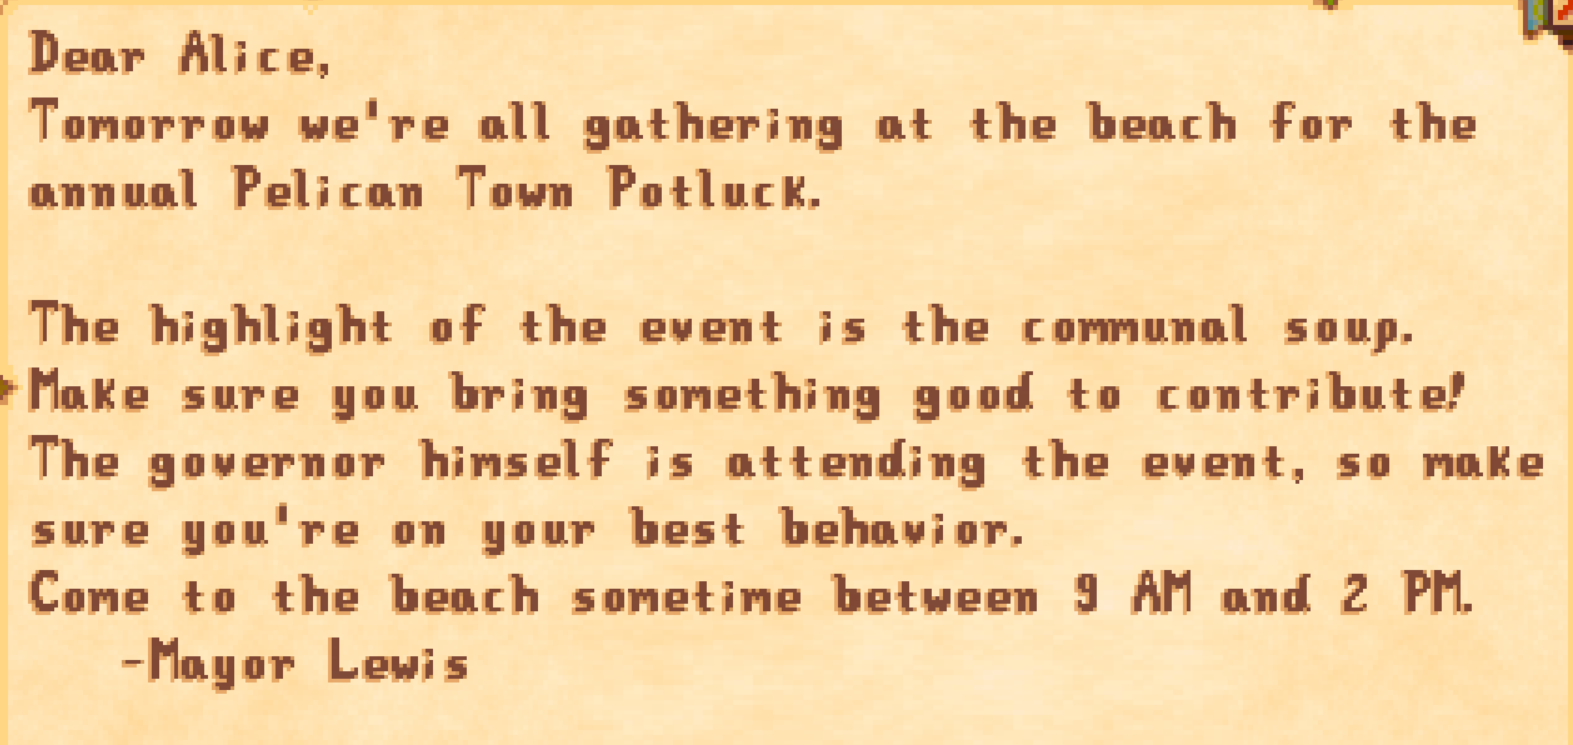 Dear Alice,
Tomorrow we're all gathering at the beach for the
annual Pelican Town Potluck.
The highlight of the event is the communal soup.
Make sure you bring something good to contribute!
The governor himself is attending the event, so make
sure you're on your best behavior.
Come to the beach sometime between 9 AM and 2 PM.
-Mayor Lewis